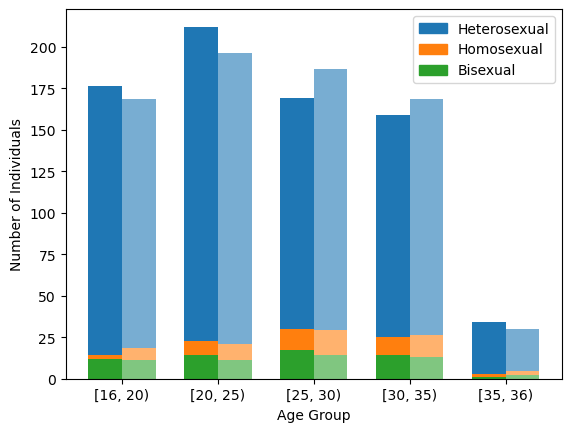 Heterosexual
Homosexual
Bisexual
Number of Individuals
200
175
150
125
100
75
50
25
0
[16, 20) [20, 25) [25, 30) [30, 35) [35, 36)
Age Group